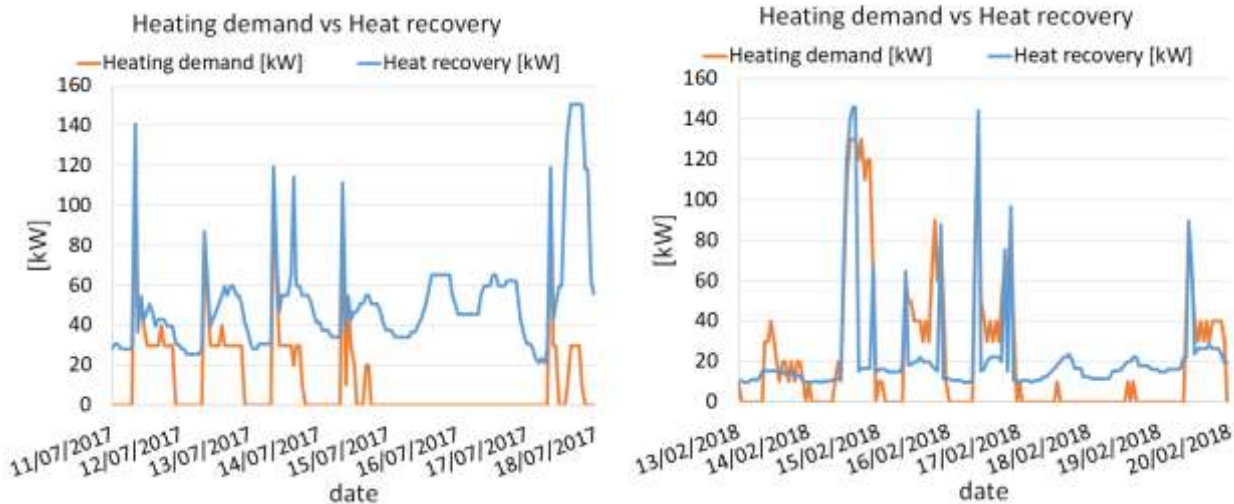 Heating demand vs Heat recovery
Heating demand [kW] Heat recovery [kW]
160
140
120
100
80
60
40
20
0
[kW]
11/07/2017 12/07/2017 13/07/2017 14/07/2017 15/07/2017 16/07/2017 17/07/2017 18/07/2017
date
Heating demand vs Heat recovery
Heating demand [kW] Heat recovery [kW]
160
140
120
100
80
60
40
20
0
[kW]
13/02/2018 14/02/2018 15/02/2018 16/02/2018 17/02/2018 18/02/2018 19/02/2018 20/02/2018
date